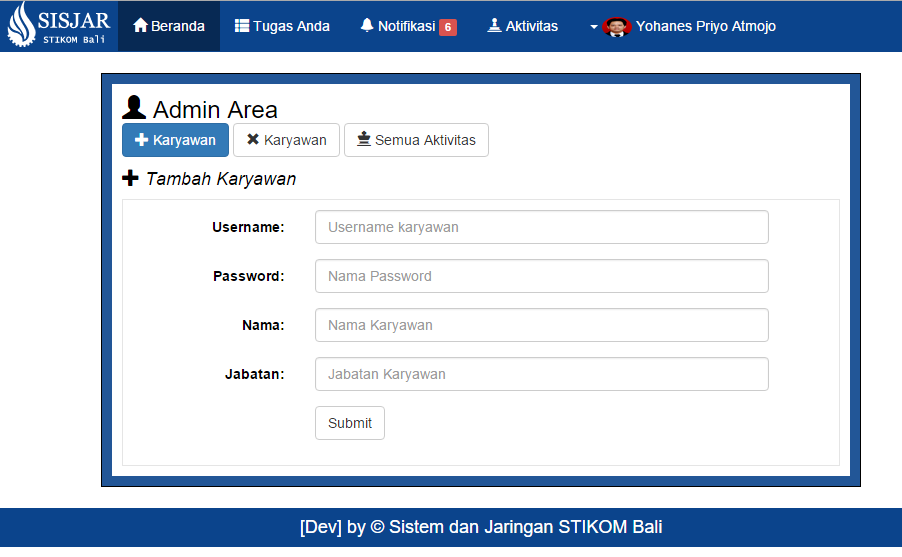 SISJAR
STIKOM Bali
Beranda
Tugas Anda
Notifikasi 6
Aktivitas
Yohanes Priyo Atmojo
Admin Area
Karyawan
Karyawan
Semua Aktivitas
Tambah Karyawan
Username:
Username karyawan
Password:
Nama Password
Nama:
Nama Karyawan
Jabatan:
Jabatan Karyawan
Submit
[Dev] by © Sistem dan Jaringan STIKOM Bali